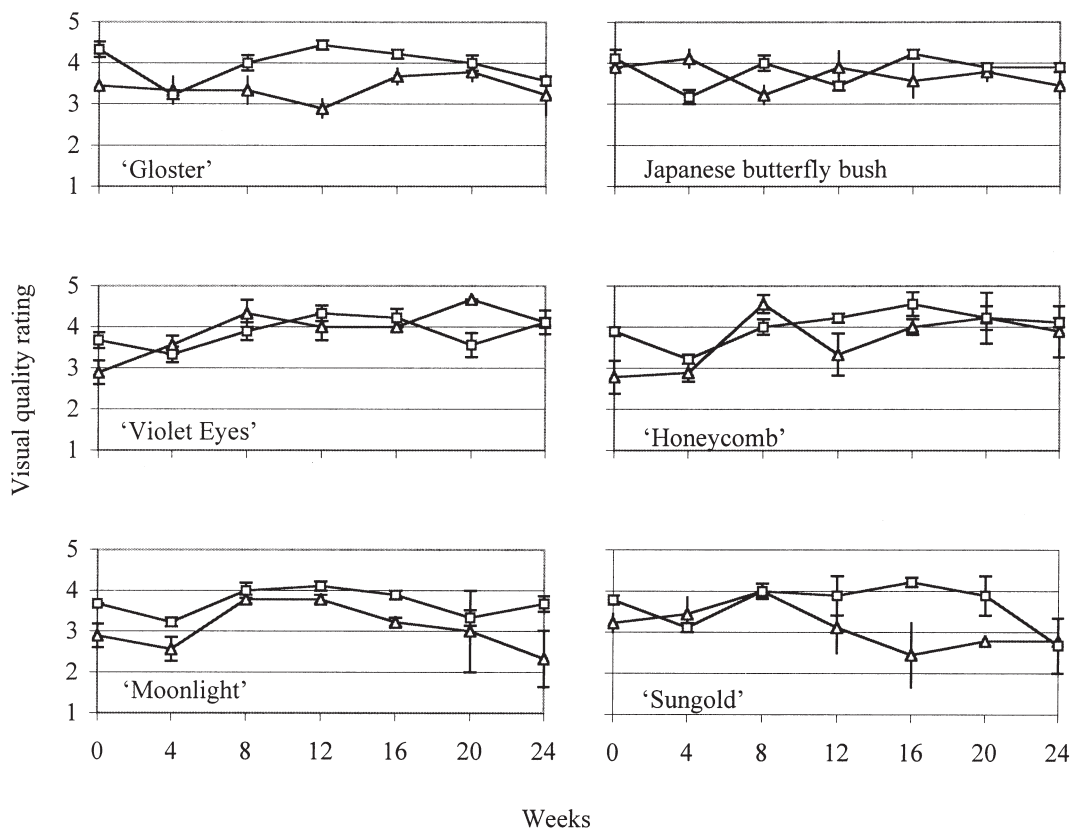 5
4
3
2
1
‘Gloster’
Japanese butterfly bush
Visual quality rating
5
4
3
2
1
‘Violet Eyes’
‘Honeycomb’
5
4
3
2
1
‘Moonlight’
‘Sungold’
0 4 8 12 16 20 24
0 4 8 12 16 20 24
Weeks